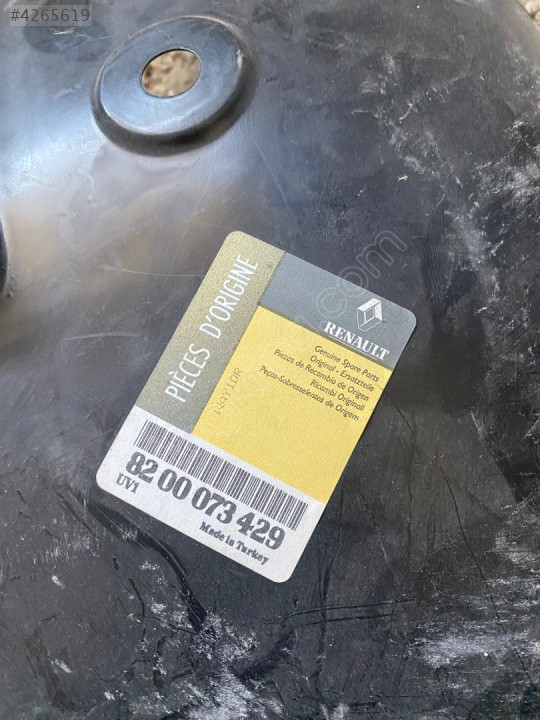 #4265619
PIÈCES D'ORIGINE
RENAULT
Genuine Spare Parts
Original - Ersatzteile
Piezas de Recambio de Origen
Ricambi Originali
Peças-Sobresselentes de Origem
82 00 073 429
UV1
Made in Turkey